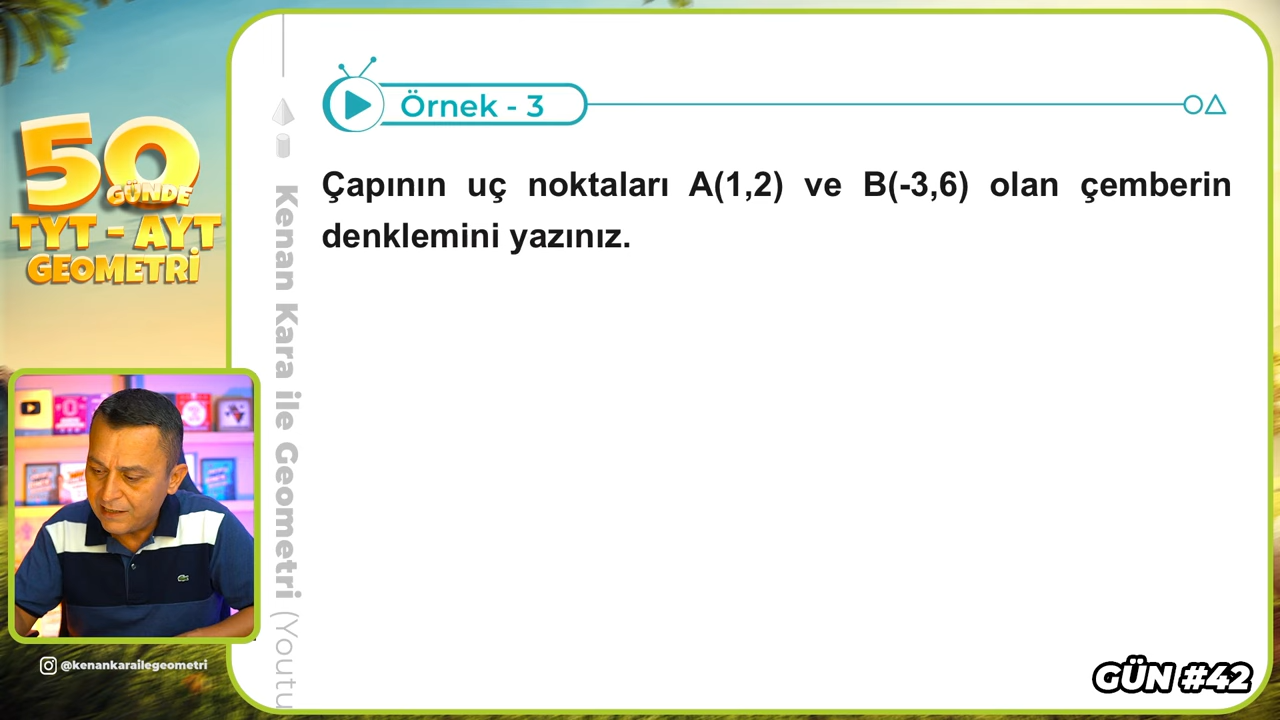 50
GÜNDE
TYT - AYT
GEOMETRİ
Örnek - 3
Çapının uç noktaları A(1,2) ve B(-3,6) olan çemberin
denklemini yazınız.
Kenan Kara ile Geometri (Youtu
@kenankarailegeometri
GÜN #42